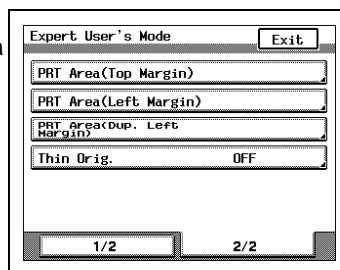 Expert User's Mode
Exit
PRT Area(Top Margin)
PRT Area(Left Margin)
PRT Area(Dup. Left
Margin)
Thin Orig. OFF
1/2 2/2